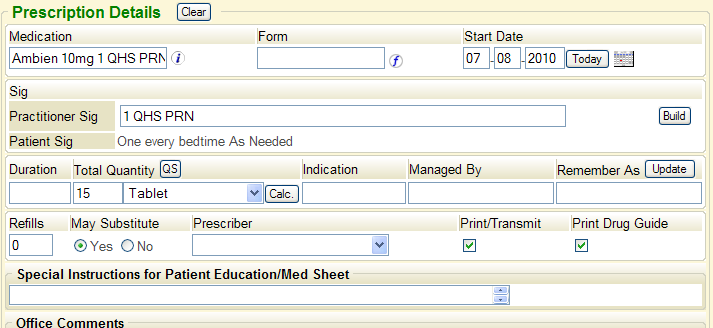 Prescription Details Clear
Medication Form Start Date
Ambien 10mg 1 QHS PRN i f 07 - 08 - 2010 Today
Sig
Practitioner Sig 1 QHS PRN Build
Patient Sig One every bedtime As Needed
Duration Total Quantity QS Indication Managed By Remember As Update
15 Tablet Calc.
Refills May Substitute Prescriber Print/Transmit Print Drug Guide
0 Yes No
Special Instructions for Patient Education/Med Sheet
Office Comments